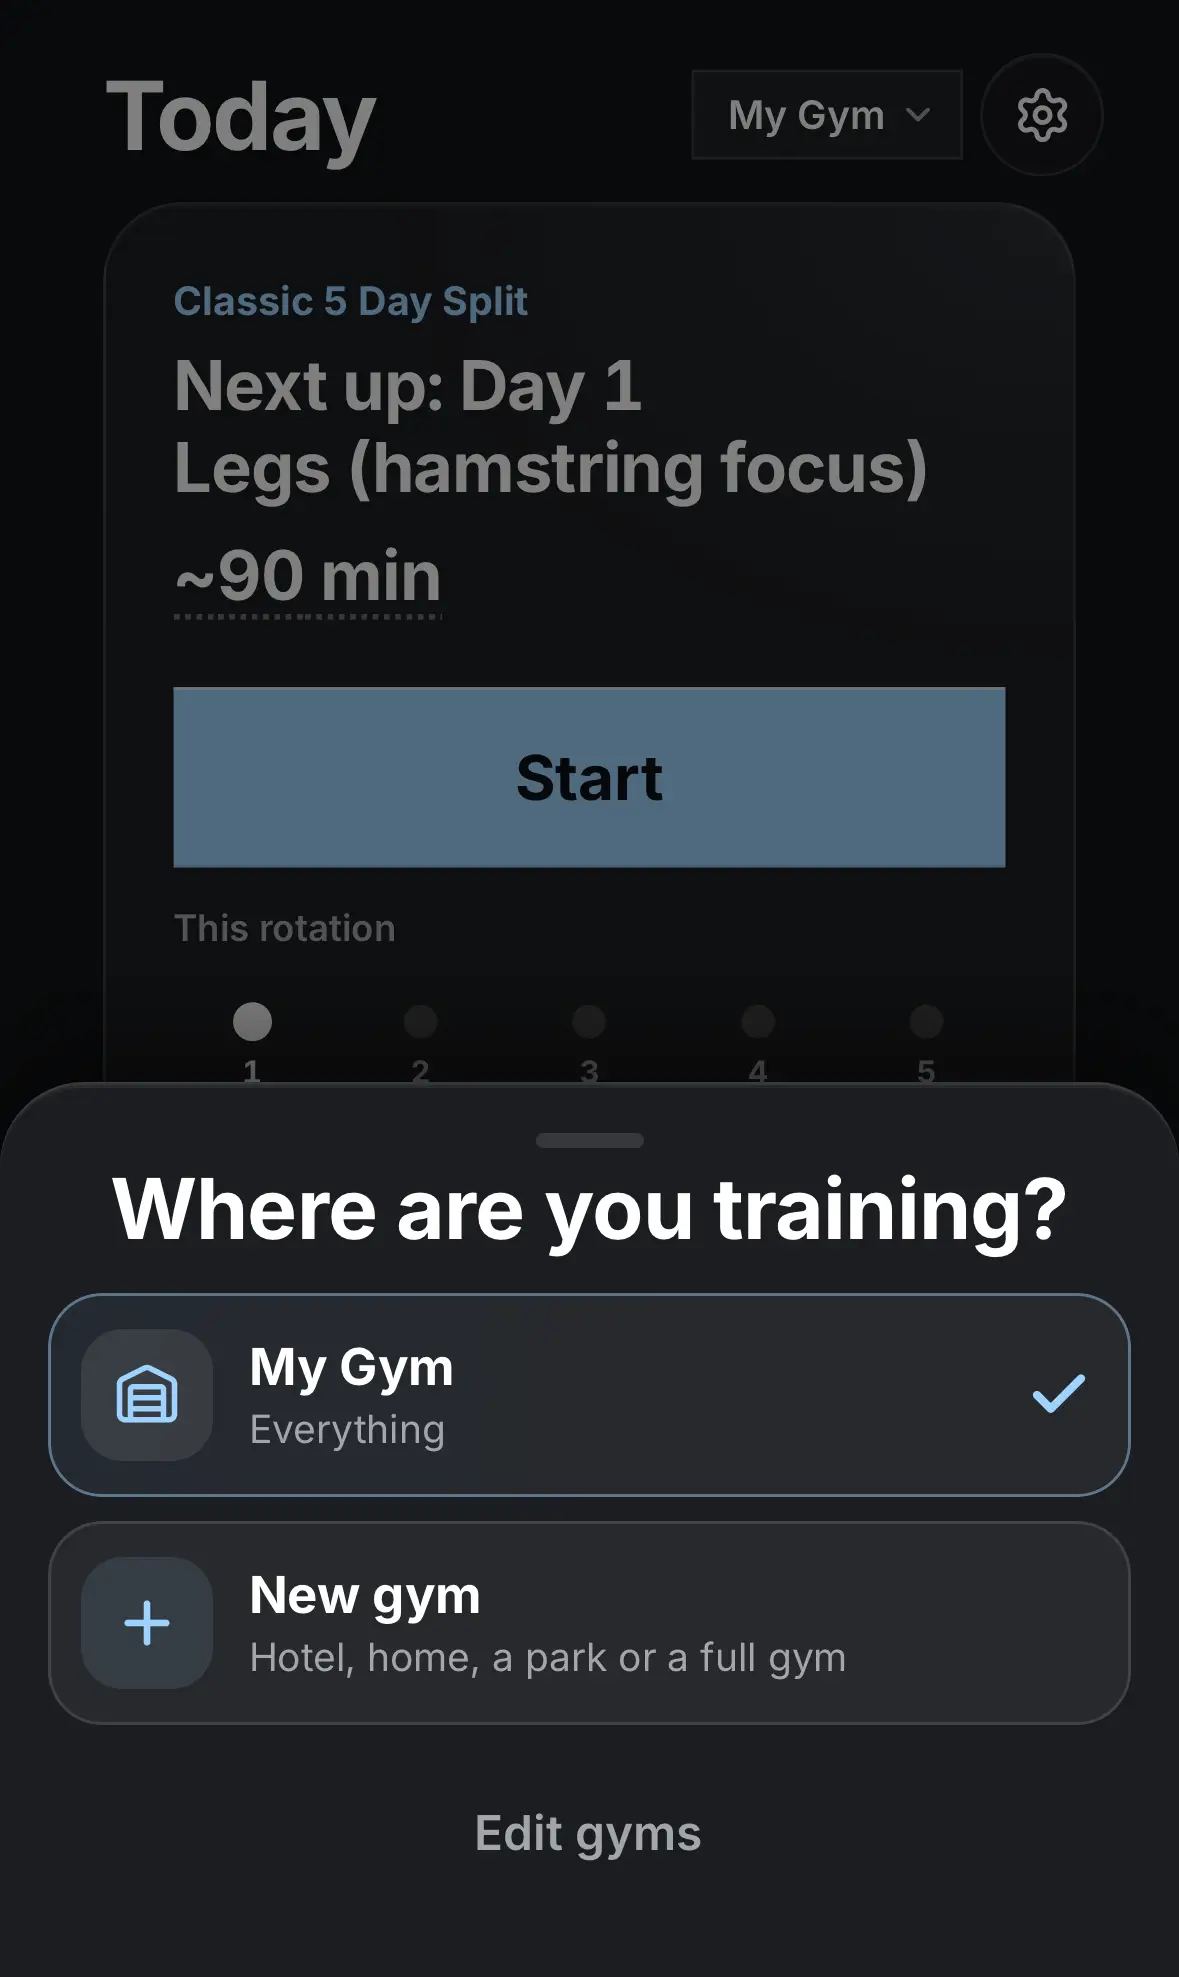 Today
My Gym
Classic 5 Day Split
Next up: Day 1
Legs (hamstring focus)
~90 min
Start
This rotation
1 2 3 4 5
Where are you training?
My Gym
Everything
New gym
Hotel, home, a park or a full gym
Edit gyms